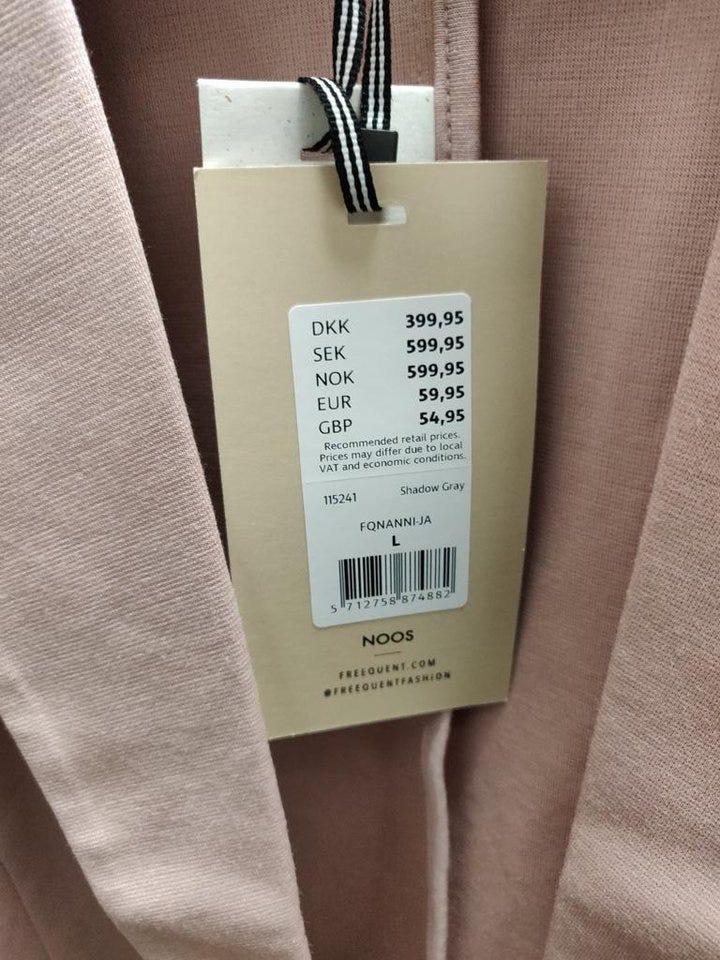 DKK 399,95
SEK 599,95
NOK 599,95
EUR 59,95
GBP 54,95
Recommended retail prices.
Prices may differ due to local
VAT and economic conditions.
115241 Shadow Gray
FQNANNI-JA
L
5 712758 874882
NOOS
FREEQUENT.COM
@FREEQUENTFASHION